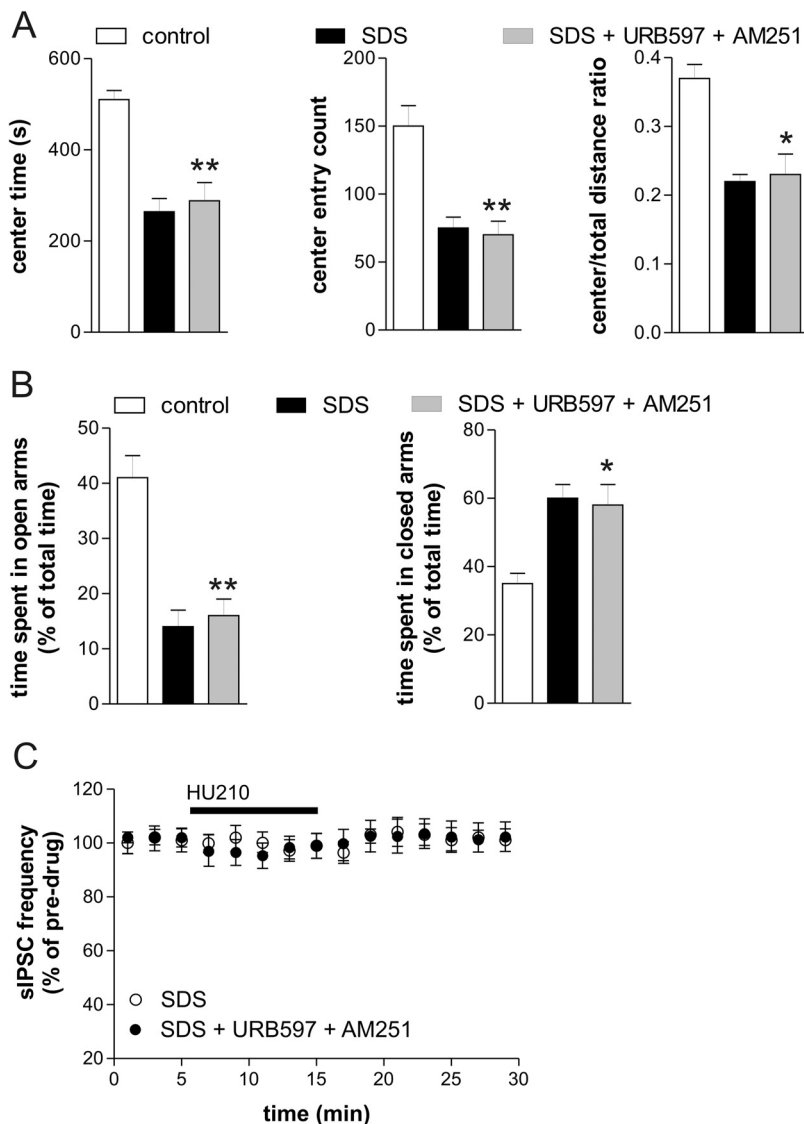 A
control
SDS
SDS + URB597 + AM251
600
400
200
0
center time (s)
**
200
150
100
50
0
center entry count
**
0.4
0.3
0.2
0.1
0.0
center/total distance ratio
*
B
control
SDS
SDS + URB597 + AM251
50
40
30
20
10
0
time spent in open arms
(% of total time)
**
80
60
40
20
0
time spent in closed arms
(% of total time)
*
C
120
100
80
60
40
20
sIPSC frequency
(% of pre-drug)
HU210
SDS
SDS + URB597 + AM251
0 5 10 15 20 25 30
time (min)